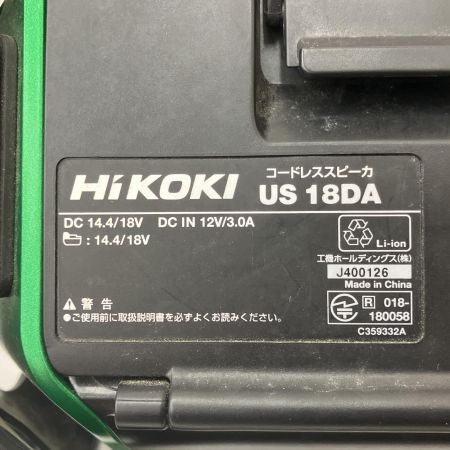 HiKOKI
コードレススピーカ
US 18DA
DC 14.4/18V DC IN 12V/3.0A
: 14.4/18V
Li-ion
工機ホールディングス(株)
J400126
Made in China
⚠ 警告
●ご使用前に取扱説明書を必ずよくお読みください。
R 018-
180058
C359332A